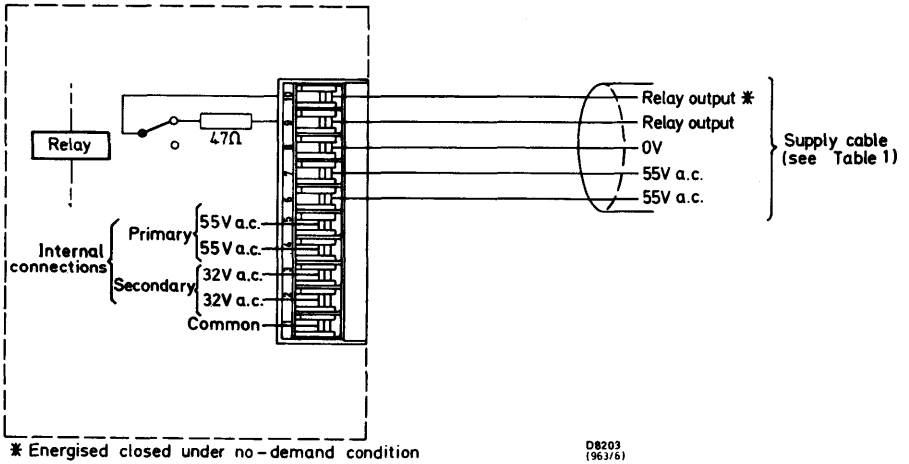 Relay output *
Relay output
0V
55V a.c.
55V a.c.
Supply cable
(see Table 1)
47Ω
Relay
Internal
connections
Primary
55V a.c.
55V a.c.
Secondary
32V a.c.
32V a.c.
Common
* Energised closed under no-demand condition
D8203
(963/6)